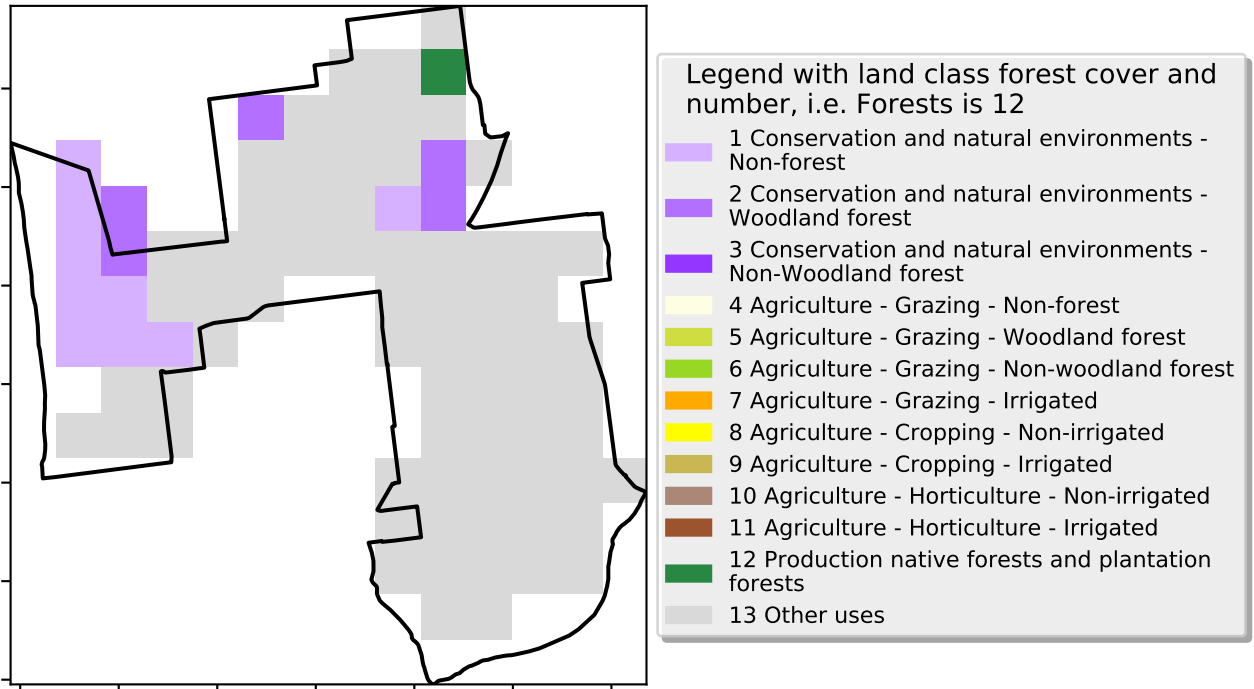 Legend with land class forest cover and
number, i.e. Forests is 12
1 Conservation and natural environments -
Non-forest
2 Conservation and natural environments -
Woodland forest
3 Conservation and natural environments -
Non-Woodland forest
4 Agriculture - Grazing - Non-forest
5 Agriculture - Grazing - Woodland forest
6 Agriculture - Grazing - Non-woodland forest
7 Agriculture - Grazing - Irrigated
8 Agriculture - Cropping - Non-irrigated
9 Agriculture - Cropping - Irrigated
10 Agriculture - Horticulture - Non-irrigated
11 Agriculture - Horticulture - Irrigated
12 Production native forests and plantation
forests
13 Other uses